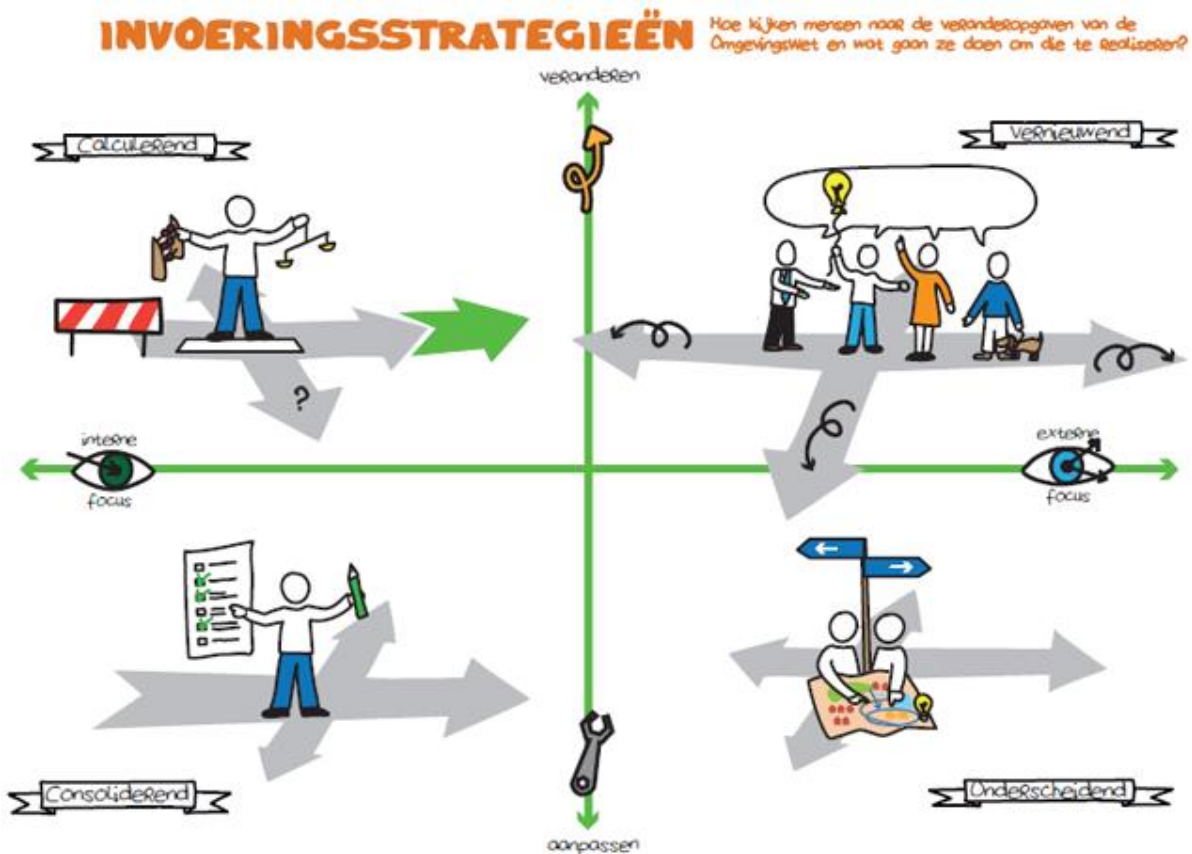 INVOERINGSSTRATEGIEËN
Hoe kijken mensen naar de veranderopgaven van de
Omgevingswet en wat gaan ze doen om die te realiseren?
veranderen
Calculerend
Vernieuwend
?
interne
focus
externe
focus
Consoliderend
Onderscheidend
aanpassen